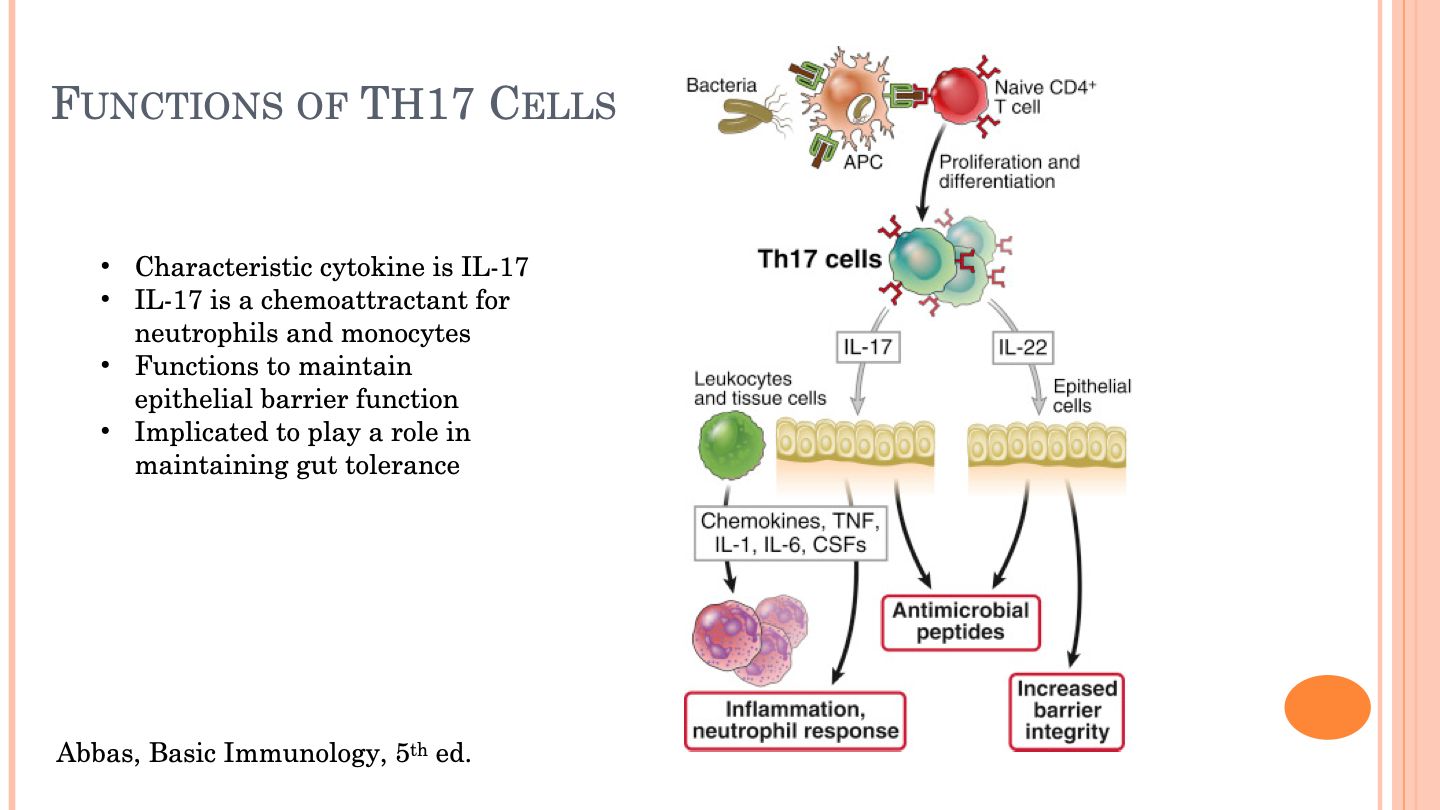 FUNCTIONS OF TH17 CELLS
• Characteristic cytokine is IL-17
• IL-17 is a chemoattractant for
neutrophils and monocytes
• Functions to maintain
epithelial barrier function
• Implicated to play a role in
maintaining gut tolerance
Abbas, Basic Immunology, 5th ed.
Bacteria
Naive CD4+
T cell
APC
Proliferation and
differentiation
Th17 cells
IL-17
IL-22
Leukocytes
and tissue cells
Epithelial
cells
Chemokines, TNF,
IL-1, IL-6, CSFs
Antimicrobial
peptides
Inflammation,
neutrophil response
Increased
barrier
integrity